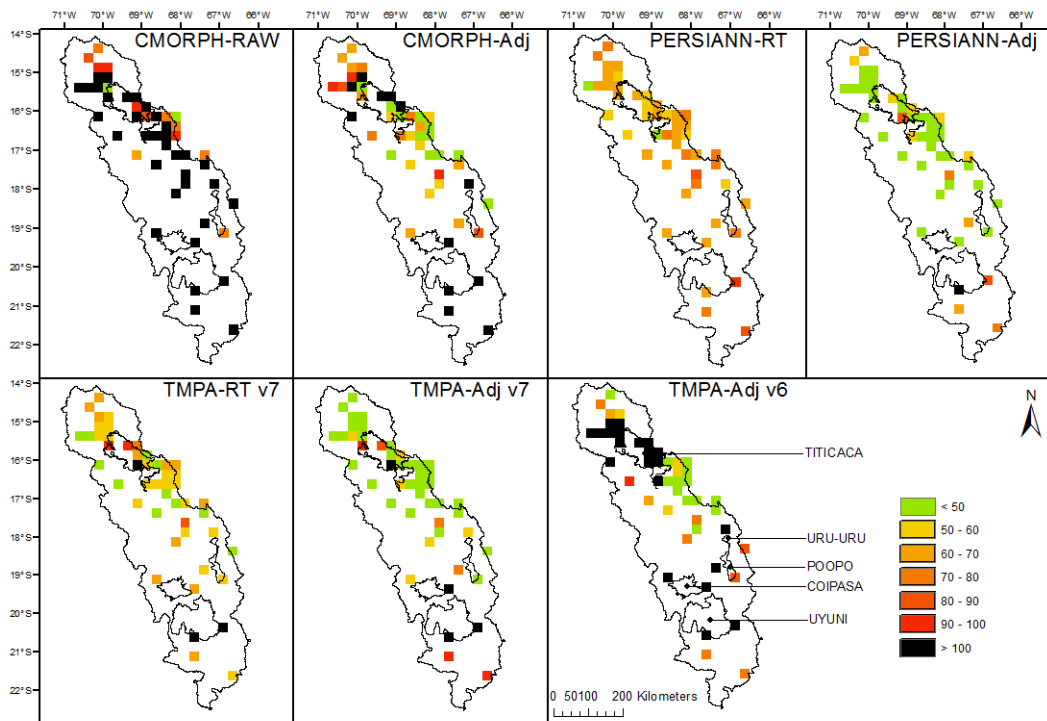 71°W 70°W 69°W 68°W 67°W 66°W 71°W 70°W 69°W 68°W 67°W 66°W 71°W 70°W 69°W 68°W 67°W 66°W 71°W 70°W 69°W 68°W 67°W 66°W
CMORPH-RAW CMORPH-Adj PERSIANN-RT PERSIANN-Adj
14°S
15°S
16°S
17°S
18°S
19°S
20°S
21°S
22°S
TMPA-RT v7 TMPA-Adj v7 TMPA-Adj v6
14°S
15°S
16°S
17°S
18°S
19°S
20°S
21°S
22°S
N
TITICACA
URU-URU
POOPO
COIPASA
UYUNI
< 50
50 - 60
60 - 70
70 - 80
80 - 90
90 - 100
> 100
0 50100 200 Kilometers